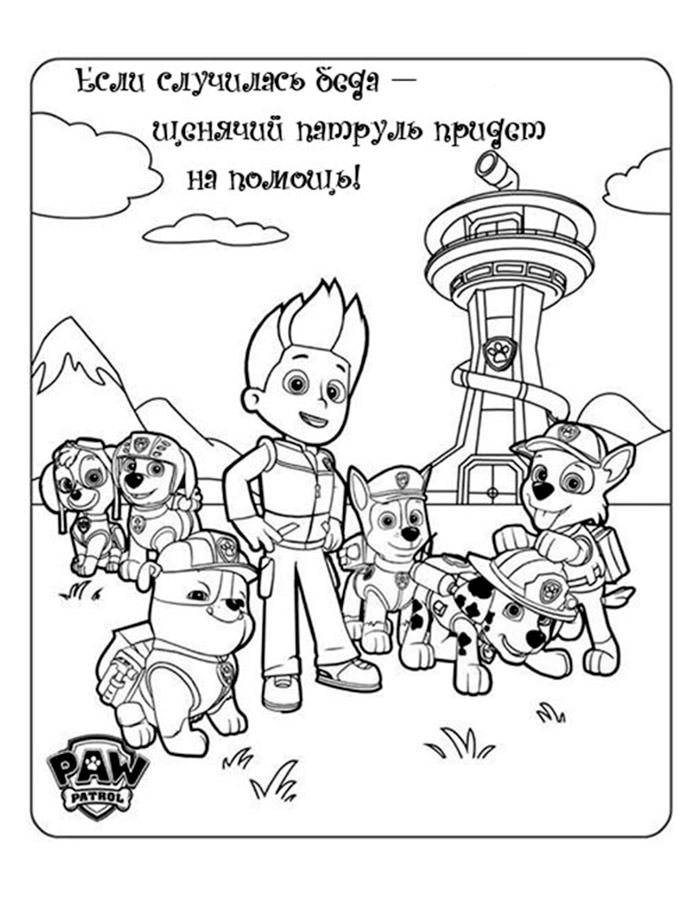 Если случилась беда —
щенячий патруль придет
на помощь!
PAW
PATROL